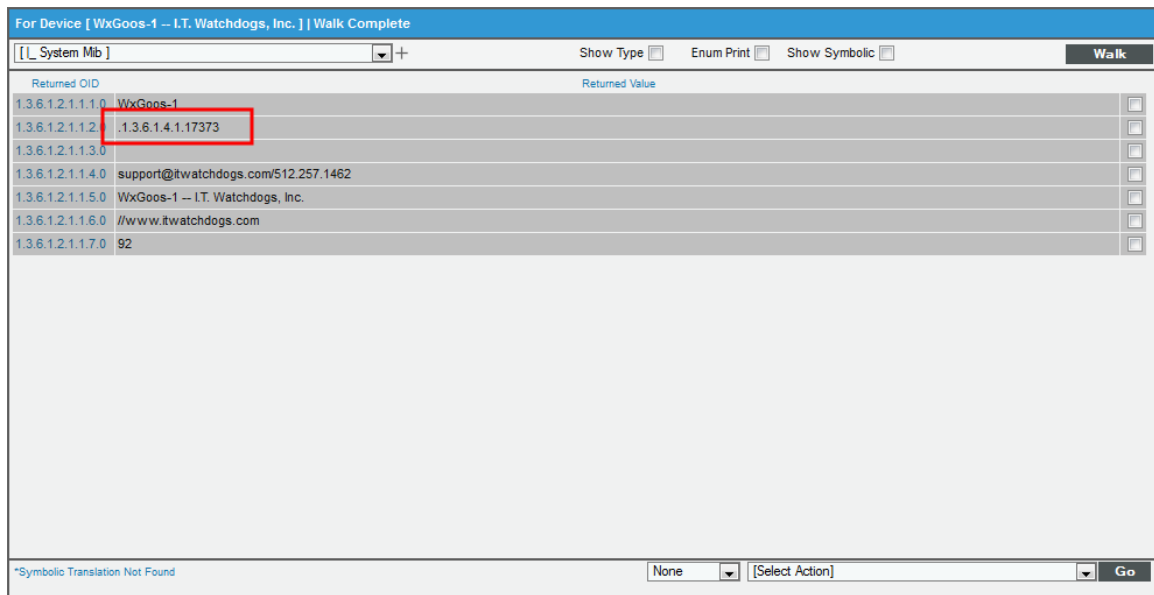 For Device [ WxGoos-1 -- I.T. Watchdogs, Inc. ] | Walk Complete
[ |_ System Mib ] + Show Type Enum Print Show Symbolic Walk
Returned OID Returned Value
1.3.6.1.2.1.1.1.0 WxGoos-1
1.3.6.1.2.1.1.2.0 .1.3.6.1.4.1.17373
1.3.6.1.2.1.1.3.0
1.3.6.1.2.1.1.4.0 support@itwatchdogs.com/512.257.1462
1.3.6.1.2.1.1.5.0 WxGoos-1 -- I.T. Watchdogs, Inc.
1.3.6.1.2.1.1.6.0 //www.itwatchdogs.com
1.3.6.1.2.1.1.7.0 92
*Symbolic Translation Not Found None [Select Action] Go